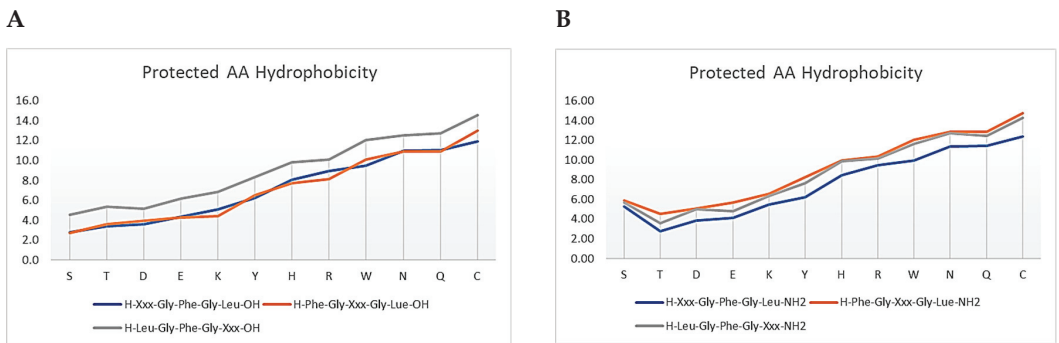 A
Protected AA Hydrophobicity
16.0
14.0
12.0
10.0
8.0
6.0
4.0
2.0
0.0
S T D E K Y H R W N Q C
H-Xxx-Gly-Phe-Gly-Leu-OH H-Phe-Gly-Xxx-Gly-Lue-OH
H-Leu-Gly-Phe-Gly-Xxx-OH
B
Protected AA Hydrophobicity
16.00
14.00
12.00
10.00
8.00
6.00
4.00
2.00
0.00
S T D E K Y H R W N Q C
H-Xxx-Gly-Phe-Gly-Leu-NH2 H-Phe-Gly-Xxx-Gly-Lue-NH2
H-Leu-Gly-Phe-Gly-Xxx-NH2